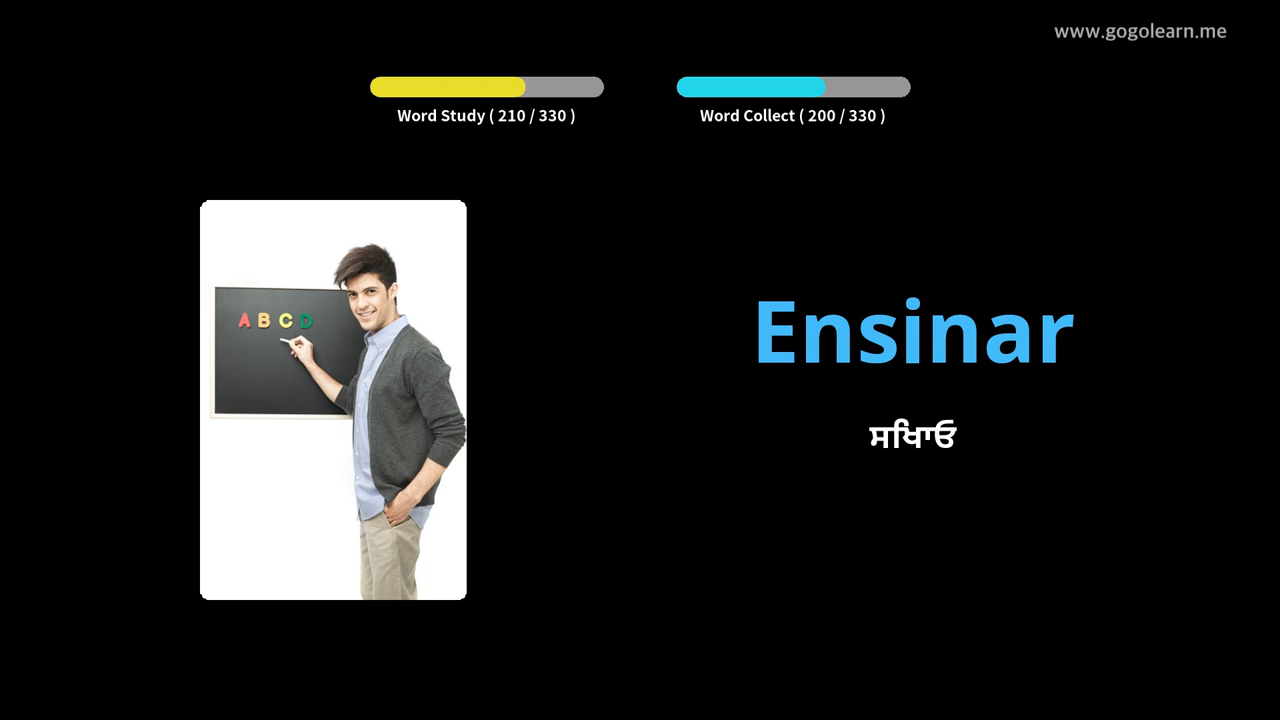 www.gogolearn.me
Word Study ( 210 / 330 )
Word Collect ( 200 / 330 )
A B C D
Ensinar
ਸਿਖਾਓ